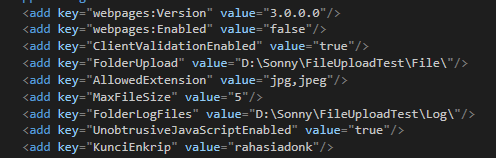 <add key="webpages:Version" value="3.0.0.0"/>
<add key="webpages:Enabled" value="false"/>
<add key="ClientValidationEnabled" value="true"/>
<add key="FolderUpload" value="D:\Sonny\FileUploadTest\File\"/>
<add key="AllowedExtension" value="jpg,jpeg"/>
<add key="MaxFileSize" value="5"/>
<add key="FolderLogFiles" value="D:\Sonny\FileUploadTest\Log\"/>
<add key="UnobtrusiveJavaScriptEnabled" value="true"/>
<add key="KunciEnkrip" value="rahasiadonk"/>